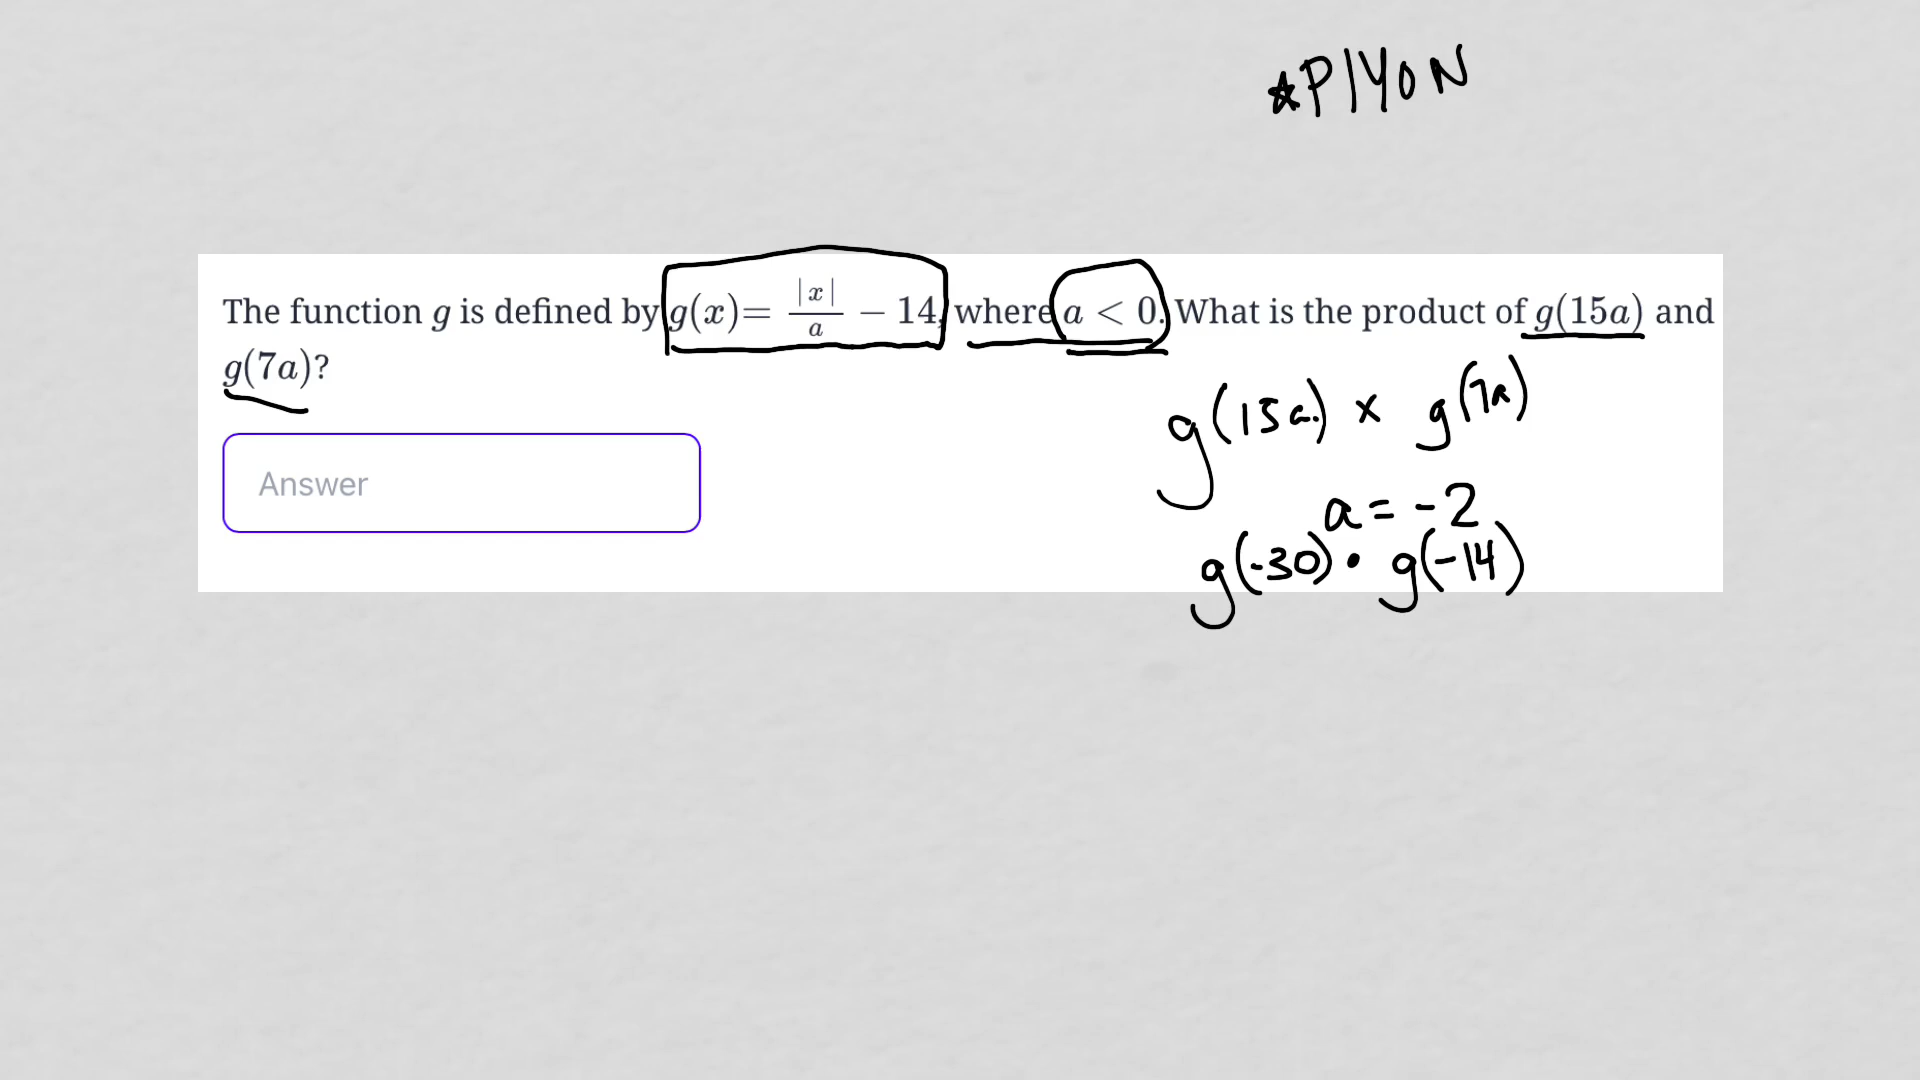 *PIYON
The function g is defined by g(x)= |x|/a − 14, where a < 0. What is the product of g(15a) and
g(7a)?
g(15a) x g(7a)
Answer
a = -2
g(-30) • g(-14)